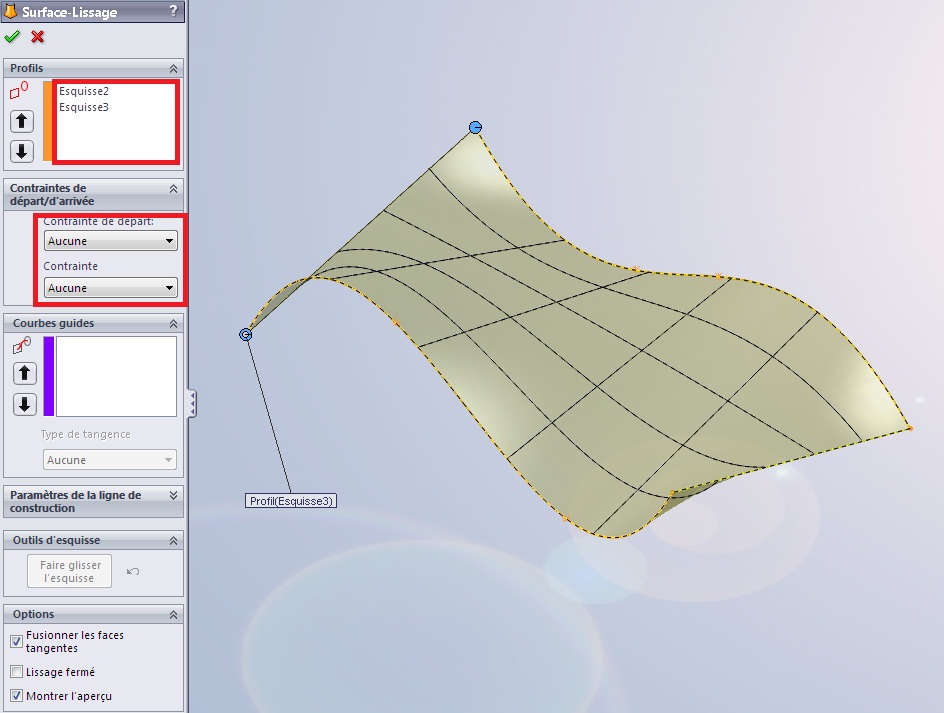 Surface-Lissage ?
Profils
Esquisse2
Esquisse3
Contraintes de
départ/d'arrivée
Contrainte de départ:
Aucune
Contrainte
Aucune
Courbes guides
Type de tangence
Aucune
Profil(Esquisse3)
Paramètres de la ligne de
construction
Outils d'esquisse
Faire glisser
l'esquisse
Options
Fusionner les faces
tangentes
Lissage fermé
Montrer l'aperçu